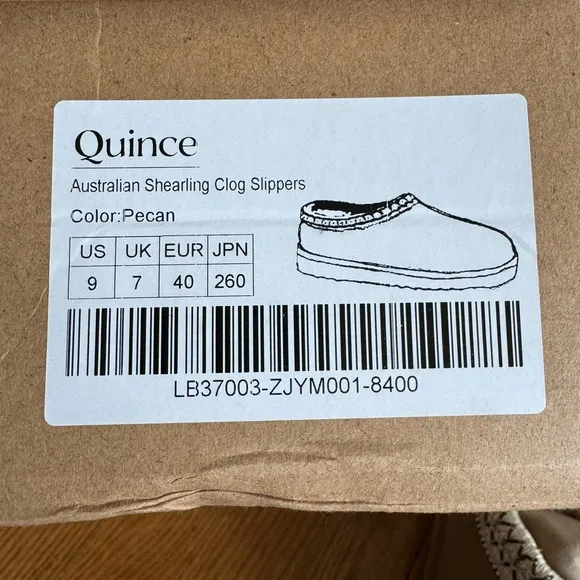 Quince
Australian Shearling Clog Slippers
Color:Pecan
US UK EUR JPN
9 7 40 260
LB37003-ZJYM001-8400